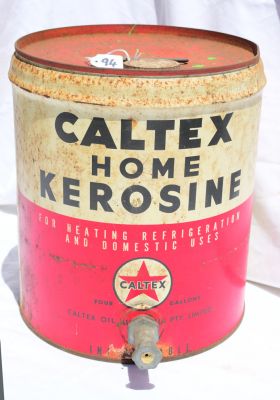 94
CALTEX
HOME
KEROSINE
FOR HEATING REFRIGERATION
AND DOMESTIC USES
CALTEX
FOUR GALLONS
CALTEX OIL PTY LIMITED